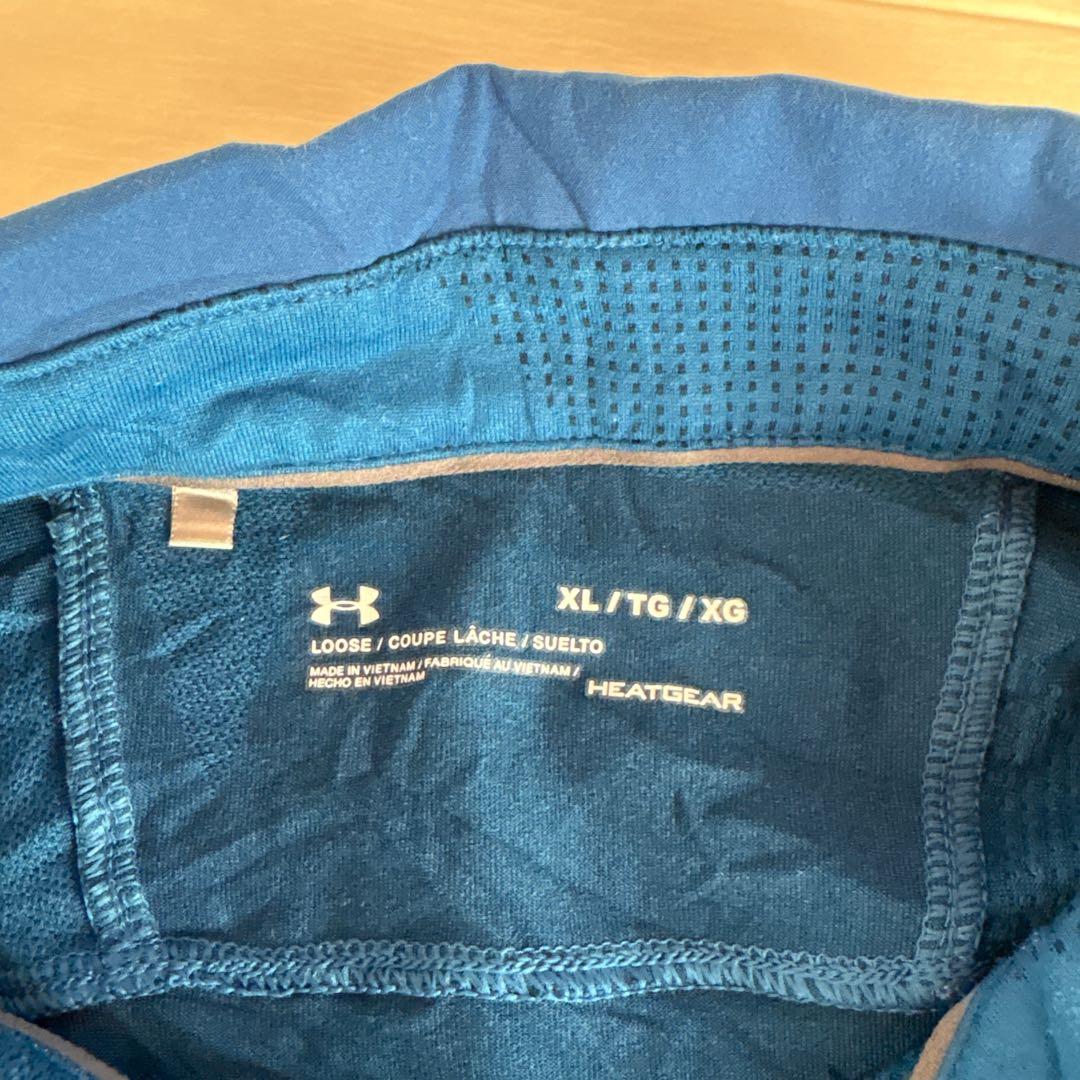 XL / TG / XG
LOOSE / COUPE LÂCHE / SUELTO
MADE IN VIETNAM / FABRIQUÉ AU VIETNAM /
HECHO EN VIETNAM
HEATGEAR